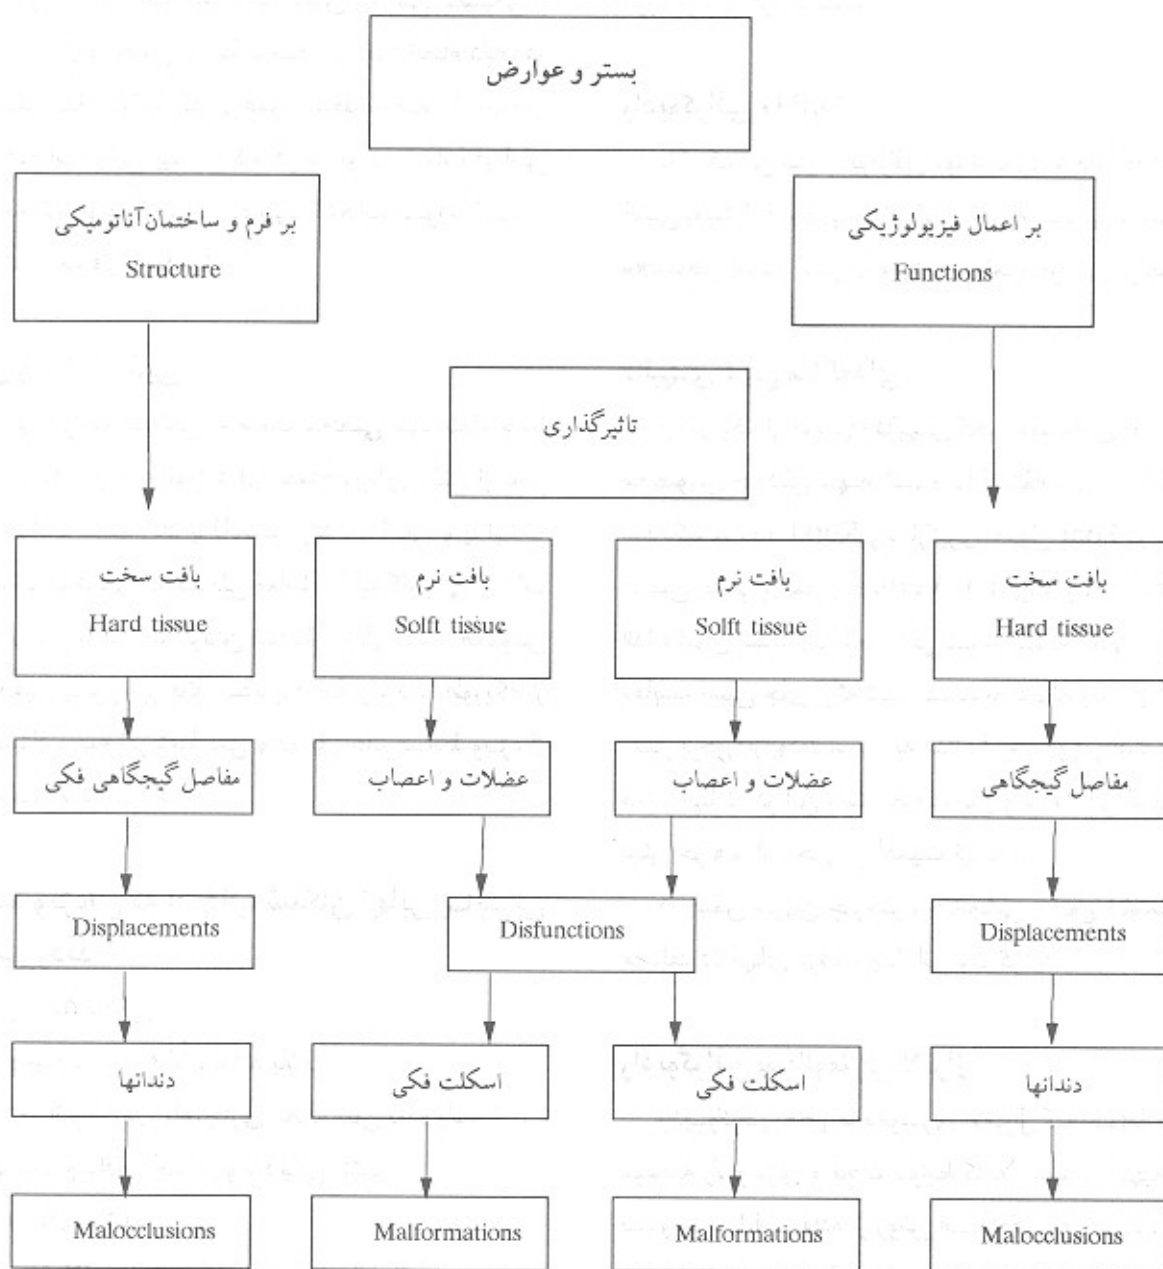 بستر و عوارض
بر اعمال فیزیولوژیکی
Functions
بر فرم و ساختمان آناتومیکی
Structure
تاثیرگذاری
بافت سخت
Hard tissue
بافت نرم
Solft tissue
بافت نرم
Solft tissue
بافت سخت
Hard tissue
مفاصل گیجگاهی
عضلات و اعصاب
عضلات و اعصاب
مفاصل گیجگاهی فکی
Displacements
Disfunctions
Displacements
دندانها
اسکلت فکی
اسکلت فکی
دندانها
Malocclusions
Malformations
Malformations
Malocclusions